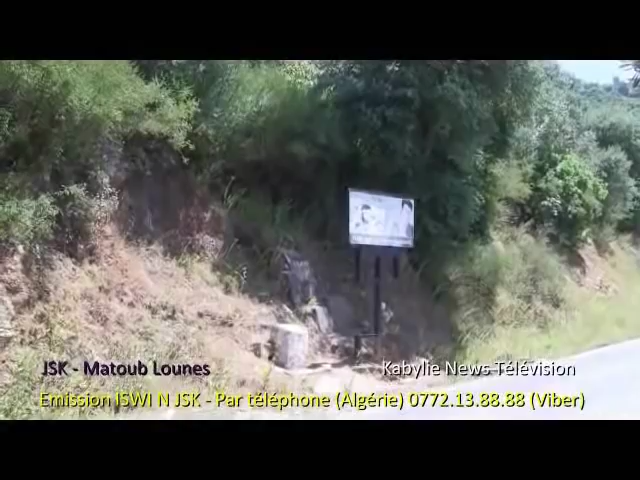 JSK - Matoub Lounes
Kabylie News Télévision
Emission ISWI N JSK - Par téléphone (Algérie) 0772.13.88.88 (Viber)